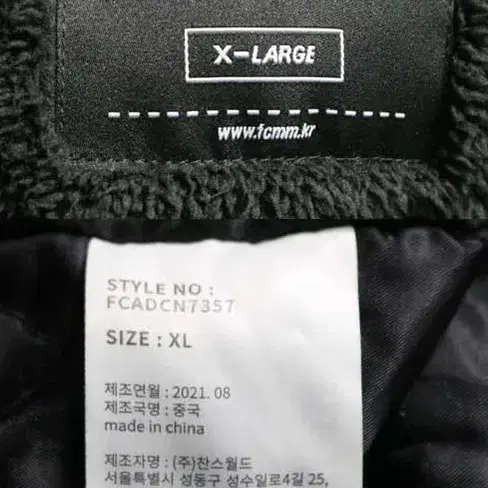 X-LARGE
www.fcmm.kr
STYLE NO :
FCADCN7357
SIZE : XL
제조연월 : 2021. 08
제조국명 : 중국
made in china
제조자명 : (주)찬스월드
서울특별시 성동구 성수일로4길 25,